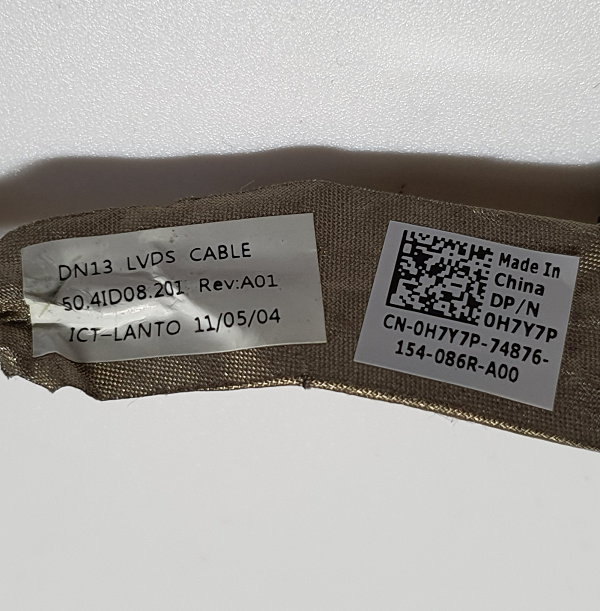 DN13 LVDS CABLE
50.4ID08.201 Rev:A01
ICT-LANTO 11/05/04
Made In
China
DP/N
0H7Y7P
CN-0H7Y7P-74876-
154-086R-A00